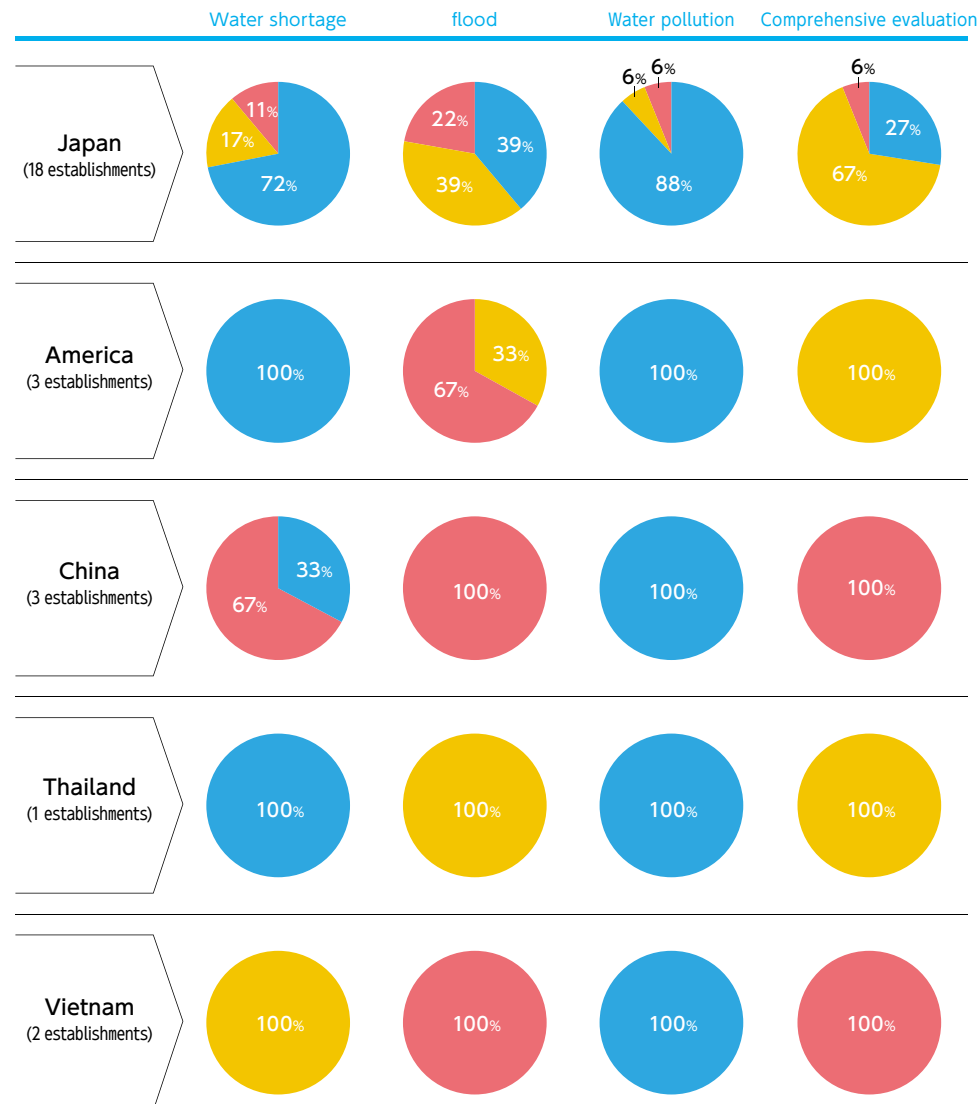 Water shortage flood Water pollution Comprehensive evaluation
Japan
(18 establishments)
11%
17%
72%
22%
39%
39%
6% 6%
88%
6%
27%
67%
America
(3 establishments)
100%
33%
67%
100%
100%
China
(3 establishments)
33%
67%
100%
100%
100%
Thailand
(1 establishments)
100%
100%
100%
100%
Vietnam
(2 establishments)
100%
100%
100%
100%